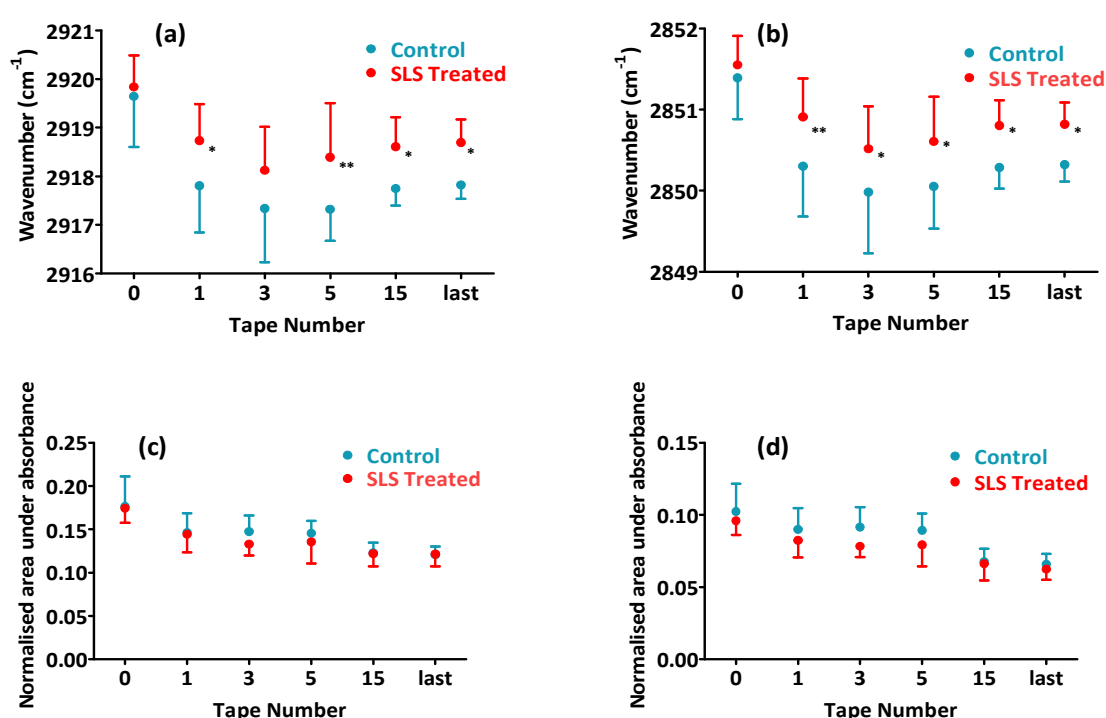 (a)
Control
SLS Treated
Wavenumber (cm⁻¹)
2921
2920
2919
2918
2917
2916
*
**
*
*
0 1 3 5 15 last
Tape Number
(b)
Control
SLS Treated
Wavenumber (cm⁻¹)
2852
2851
2850
2849
**
*
*
*
*
0 1 3 5 15 last
Tape Number
(c)
Control
SLS Treated
Normalised area under absorbance
0.25
0.20
0.15
0.10
0.05
0.00
0 1 3 5 15 last
Tape Number
(d)
Control
SLS Treated
Normalised area under absorbance
0.15
0.10
0.05
0.00
0 1 3 5 15 last
Tape Number